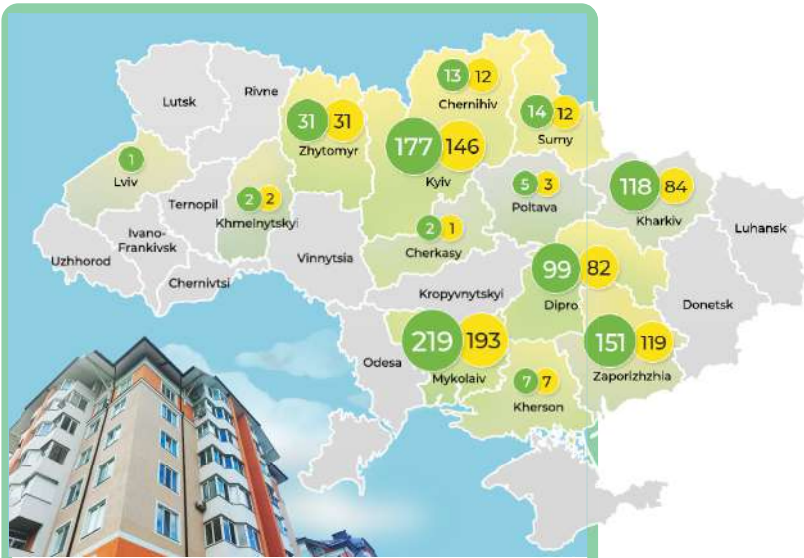 13 12
Chernihiv
Rivne
Lutsk
31 31
Zhytomyr
14 12
Sumy
177 146
Kyiv
1
Lviv
118 84
Kharkiv
5 3
Poltava
2 2
Khmelnytskyi
Ternopil
2 1
Cherkasy
Luhansk
Ivano-
Frankivsk
Uzhhorod
Vinnytsia
Chernivtsi
99 82
Dipro
Kropyvnytskyi
Donetsk
219 193
Mykolaiv
151 119
Zaporizhzhia
Odesa
7 7
Kherson